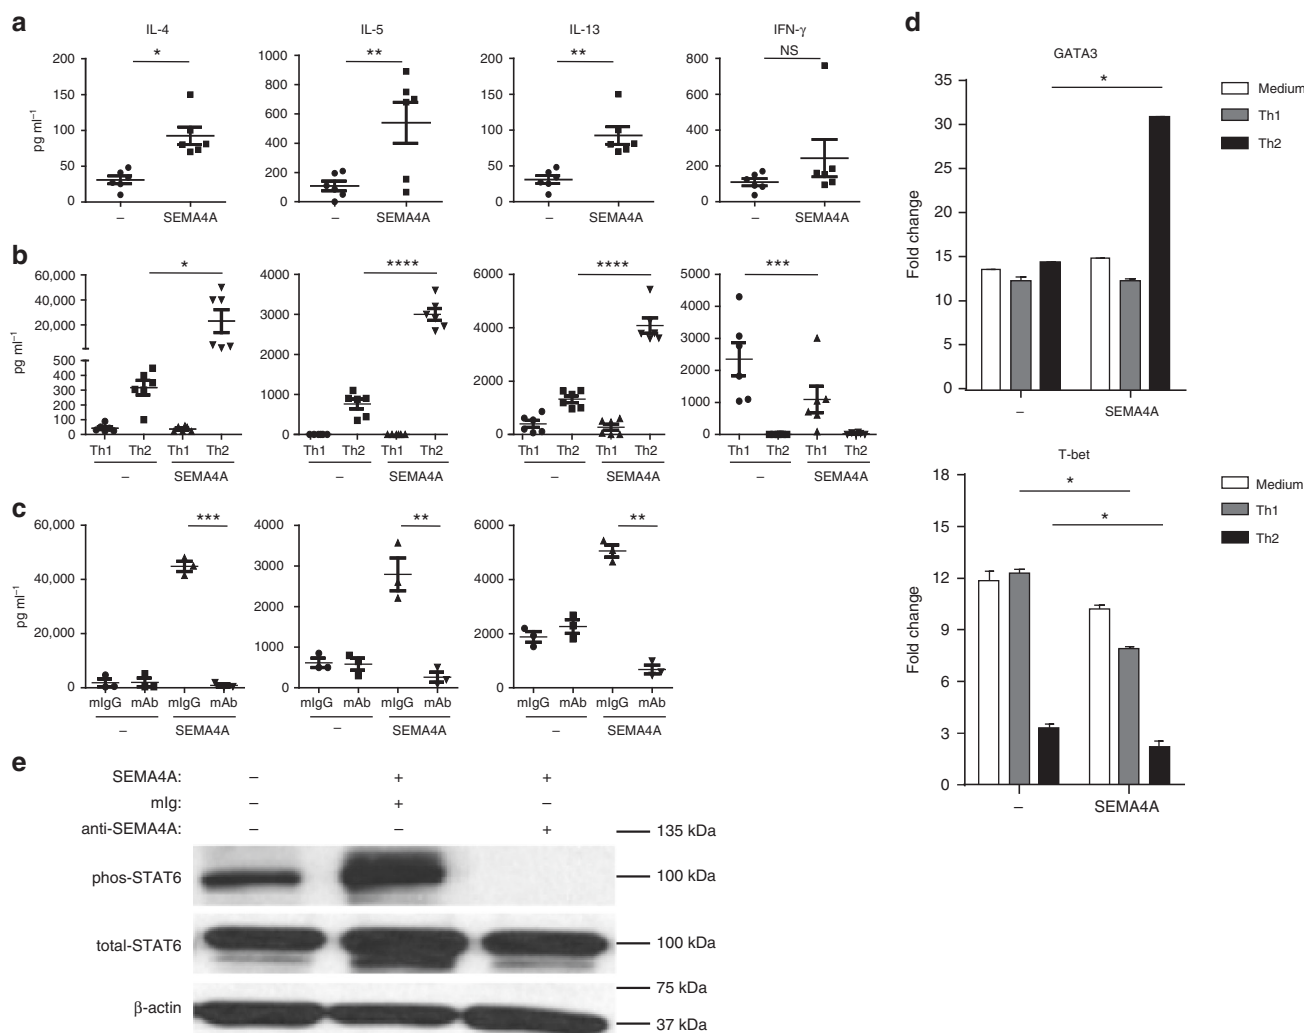 a
IL-4
IL-5
IL-13
IFN-γ
*
**
**
NS
pg ml⁻¹
200
150
100
50
0
1000
800
600
400
200
0
200
150
100
50
0
800
600
400
200
0
–
SEMA4A
–
SEMA4A
–
SEMA4A
–
SEMA4A
b
*
****
****
***
pg ml⁻¹
pg ml⁻¹
60,000
40,000
20,000
450
500
400
300
200
100
0
4000
3000
2000
1000
0
6000
4000
2000
0
5000
4000
3000
2000
1000
0
Th1 Th2 Th1 Th2
– SEMA4A
Th1 Th2 Th1 Th2
– SEMA4A
Th1 Th2 Th1 Th2
– SEMA4A
Th1 Th2 Th1 Th2
– SEMA4A
c
***
**
**
pg ml⁻¹
60,000
40,000
20,000
0
4000
3000
2000
1000
0
6000
4000
2000
0
mIgG mAb mIgG mAb
– SEMA4A
mIgG mAb mIgG mAb
– SEMA4A
mIgG mAb mIgG mAb
– SEMA4A
d
GATA3
*
Medium
Th1
Th2
Fold change
35
30
25
20
15
10
5
0
– SEMA4A
T-bet
*
*
Medium
Th1
Th2
Fold change
18
15
12
9
6
3
0
– SEMA4A
e
SEMA4A: – + +
mIg: – + –
anti-SEMA4A: – – +
135 kDa
phos-STAT6
100 kDa
total-STAT6
100 kDa
75 kDa
β-actin
37 kDa